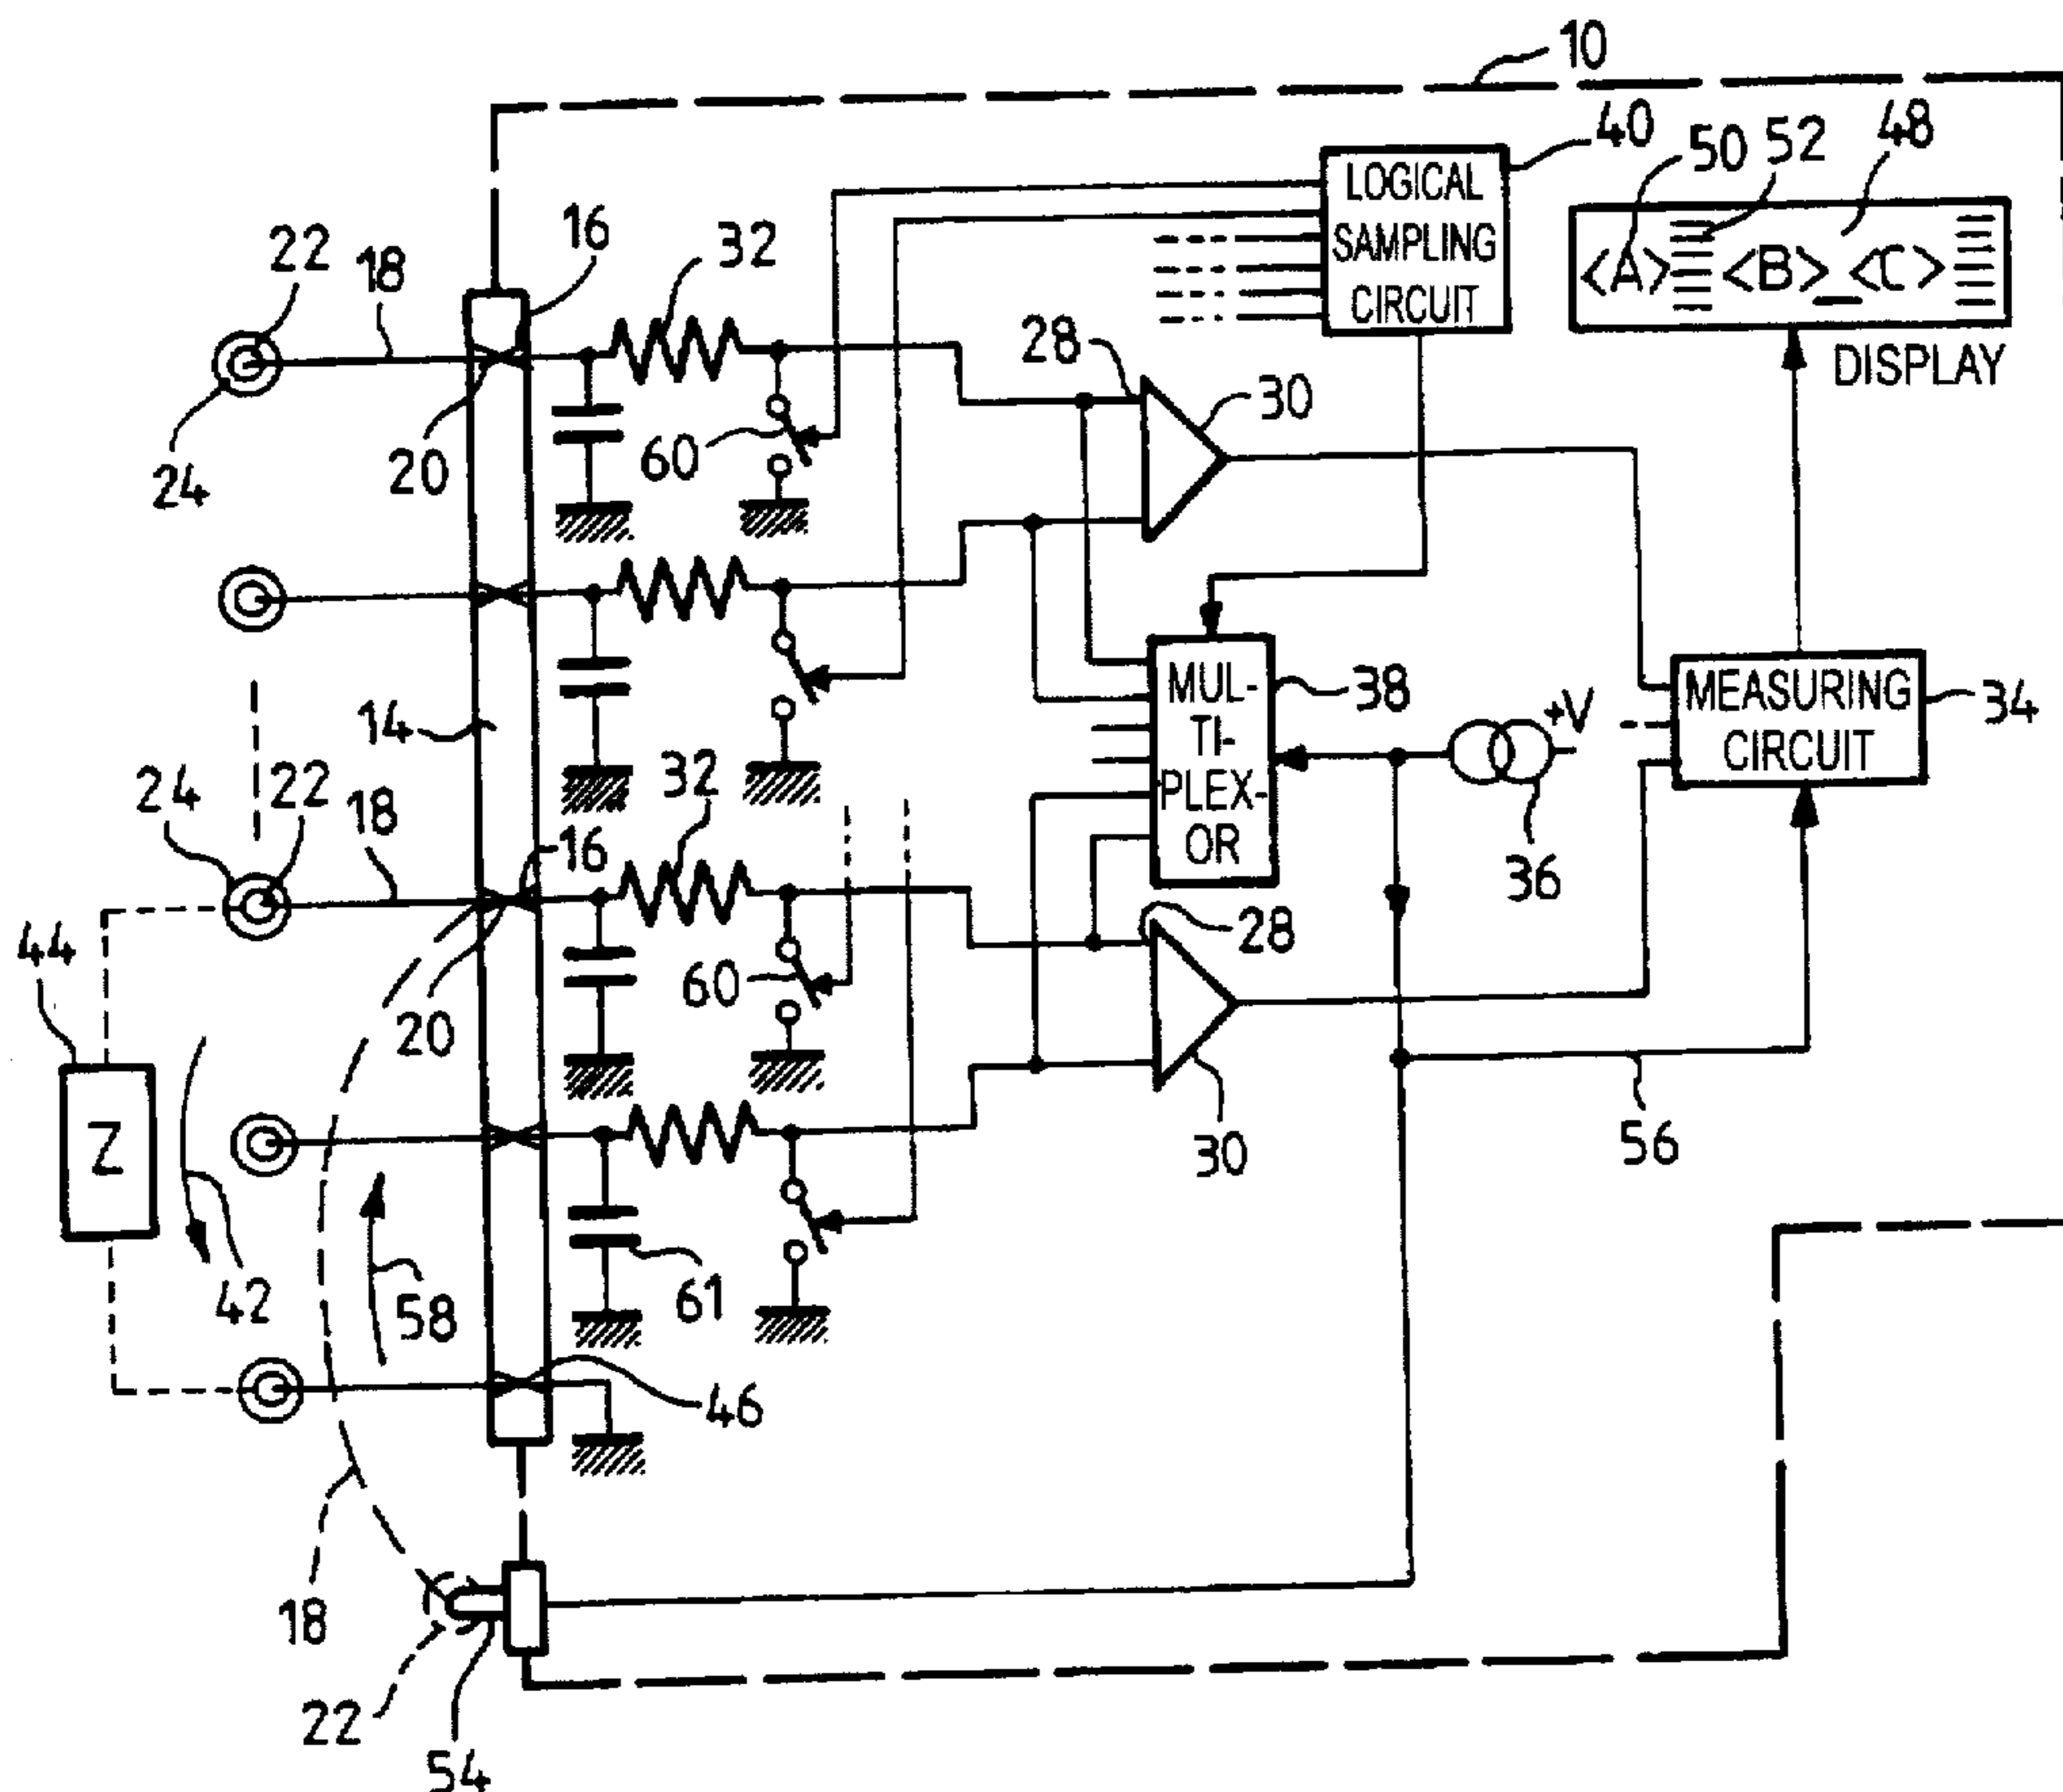 10
40
50
52
48
LOGICAL
SAMPLING
CIRCUIT
<A>
<B>
<C>
DISPLAY
22
18
16
32
24
20
60
28
30
14
MUL-
TI-
PLEX-
OR
38
+V
36
MEASURING
CIRCUIT
34
24
22
18
32
16
44
20
60
28
30
56
Z
42
58
61
46
18
22
54